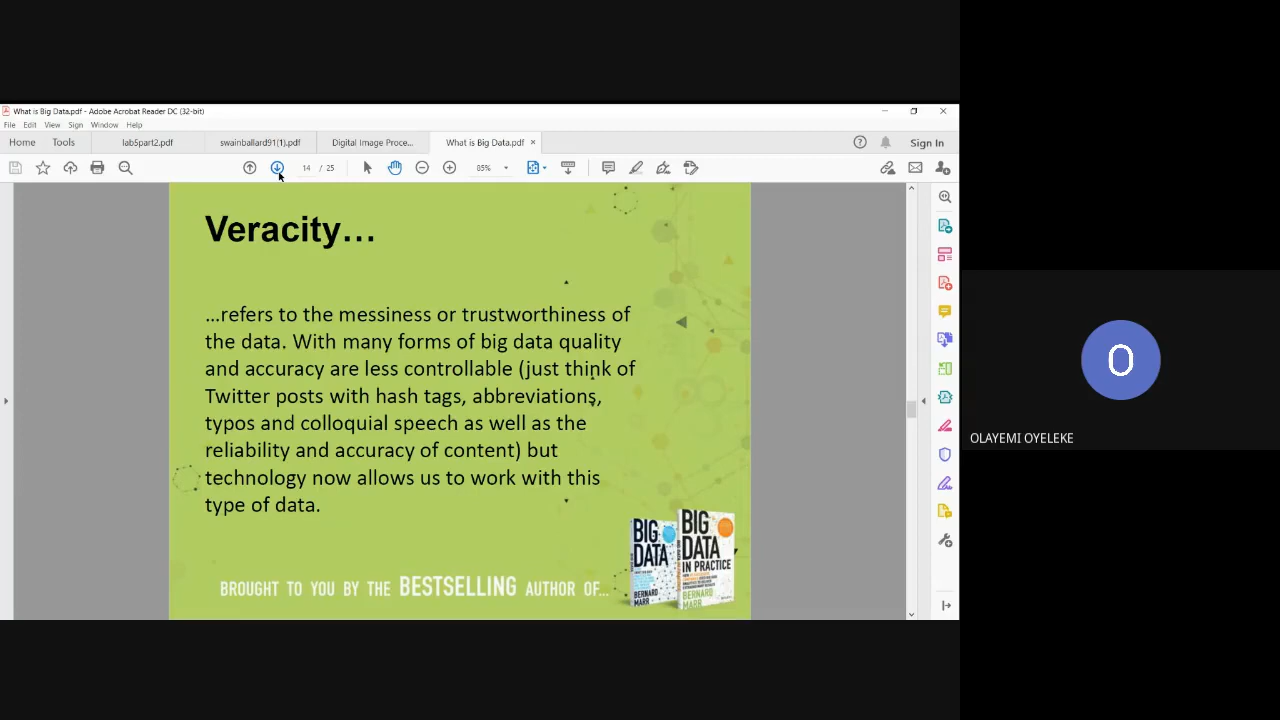 What is Big Data.pdf - Adobe Acrobat Reader DC (32-bit)
File Edit View Sign Window Help
Home Tools lab5part2.pdf swainballard91(1).pdf Digital Image Proce... What is Big Data.pdf × Sign In
14 / 25 85%
Veracity...
...refers to the messiness or trustworthiness of
the data. With many forms of big data quality
and accuracy are less controllable (just think of
Twitter posts with hash tags, abbreviations,
typos and colloquial speech as well as the
reliability and accuracy of content) but
technology now allows us to work with this
type of data.
BROUGHT TO YOU BY THE BESTSELLING AUTHOR OF...
BIG
DATA
BERNARD
MARR
BIG
DATA
IN PRACTICE
BERNARD
MARR
O
OLAYEMI OYELEKE